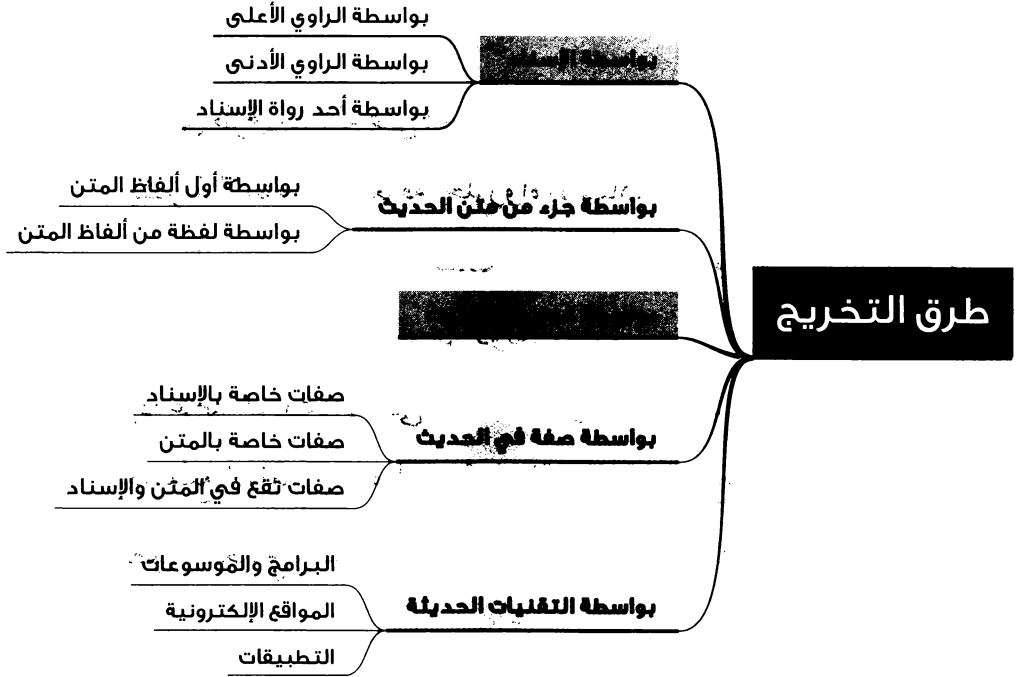 طرق التخريج
بواسطة الإسناد
بواسطة الراوي الأعلى
بواسطة الراوي الأدنى
بواسطة أحد رواة الإسناد
بواسطة جزء من متن الحديث
بواسطة أول ألفاظ المتن
بواسطة لفظة من ألفاظ المتن
بواسطة صفة في الحديث
صفات خاصة بالإسناد
صفات خاصة بالمتن
صفات تقع في المتن والإسناد
بواسطة التقنيات الحديثة
البرامج والموسوعات
المواقع الإلكترونية
التطبيقات